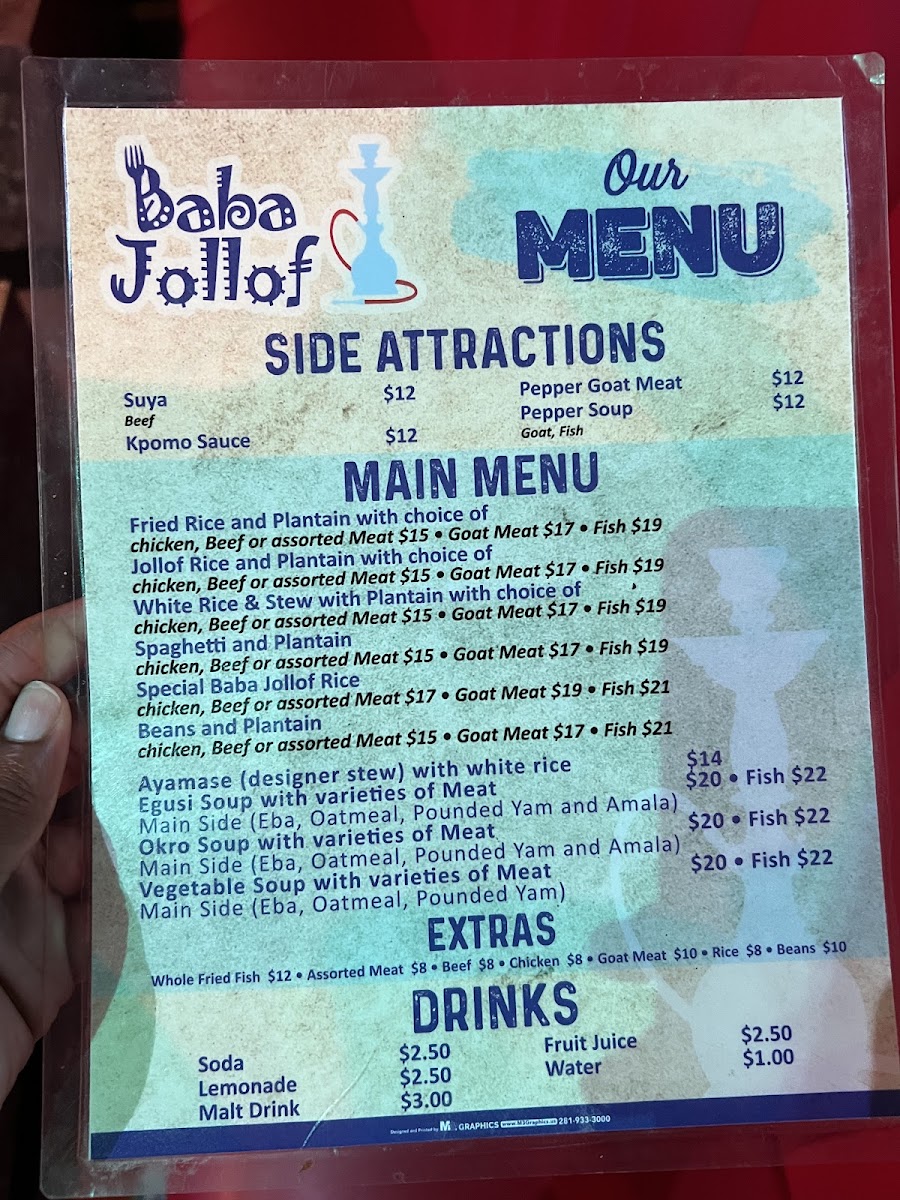 Baba
Jollof
Our
MENU
SIDE ATTRACTIONS
Suya $12
Beef
Kpomo Sauce $12
Pepper Goat Meat $12
Pepper Soup $12
Goat, Fish
MAIN MENU
Fried Rice and Plantain with choice of
chicken, Beef or assorted Meat $15 • Goat Meat $17 • Fish $19
Jollof Rice and Plantain with choice of
chicken, Beef or assorted Meat $15 • Goat Meat $17 • Fish $19
White Rice & Stew with Plantain with choice of
chicken, Beef or assorted Meat $15 • Goat Meat $17 • Fish $19
Spaghetti and Plantain
chicken, Beef or assorted Meat $15 • Goat Meat $17 • Fish $19
Special Baba Jollof Rice
chicken, Beef or assorted Meat $17 • Goat Meat $19 • Fish $21
Beans and Plantain
chicken, Beef or assorted Meat $15 • Goat Meat $17 • Fish $21
Ayamase (designer stew) with white rice $14
Egusi Soup with varieties of Meat $20 • Fish $22
Main Side (Eba, Oatmeal, Pounded Yam and Amala)
Okro Soup with varieties of Meat $20 • Fish $22
Main Side (Eba, Oatmeal, Pounded Yam and Amala)
Vegetable Soup with varieties of Meat $20 • Fish $22
Main Side (Eba, Oatmeal, Pounded Yam)
EXTRAS
Whole Fried Fish $12 • Assorted Meat $8 • Beef $8 • Chicken $8 • Goat Meat $10 • Rice $8 • Beans $10
DRINKS
Soda $2.50
Lemonade $2.50
Malt Drink $3.00
Fruit Juice $2.50
Water $1.00
Designed and Printed by GRAPHICS 281-933-3000